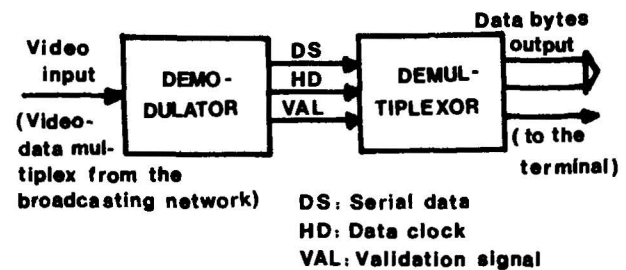 Video
input
(Video-
data mul-
tiplex from the
broadcasting network)
DEMO-
DULATOR
DS
HD
VAL
DEMUL-
TIPLEXOR
Data bytes
output
(to the
terminal)
DS: Serial data
HD: Data clock
VAL: Validation signal